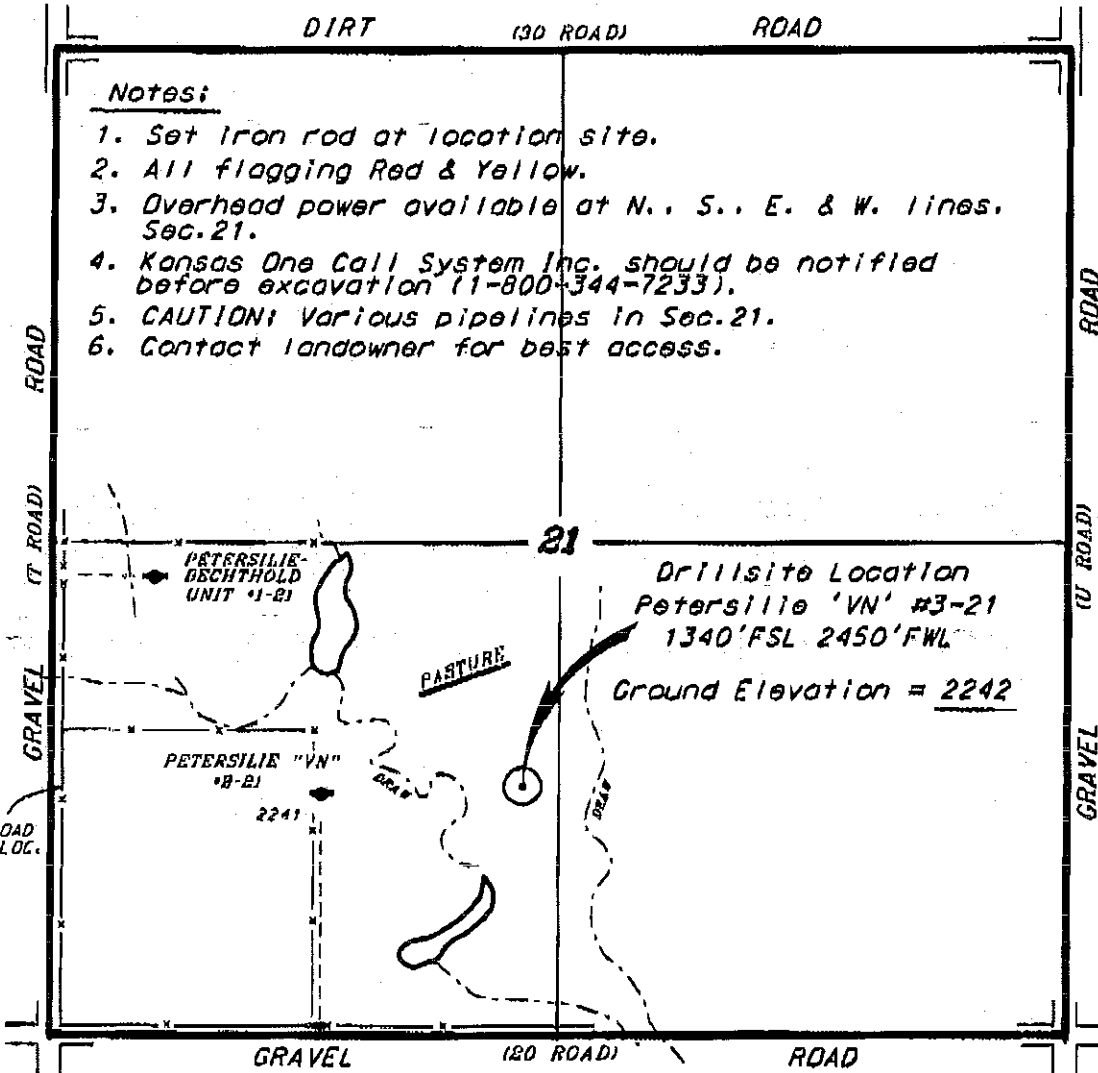 DIRT (30 ROAD) ROAD
Notes:
1. Set iron rod at location site.
2. All flagging Red & Yellow.
3. Overhead power available at N., S., E. & W. lines,
Sec.21.
4. Kansas One Call System Inc. should be notified
before excavation (1-800-344-7233).
5. CAUTION: Various pipelines in Sec.21.
6. Contact landowner for best access.
ROAD
(T ROAD)
GRAVEL
ROAD
(U ROAD)
GRAVEL
21
PETERSILIE-
BECHTHOLD
UNIT #1-21
Drillsite Location
Petersilie 'VN' #3-21
1340'FSL 2450'FWL
Ground Elevation = 2242
PASTURE
PETERSILIE "VN"
#2-21
2241
DRAW
DRAW
OAD
LOC.
GRAVEL (20 ROAD) ROAD